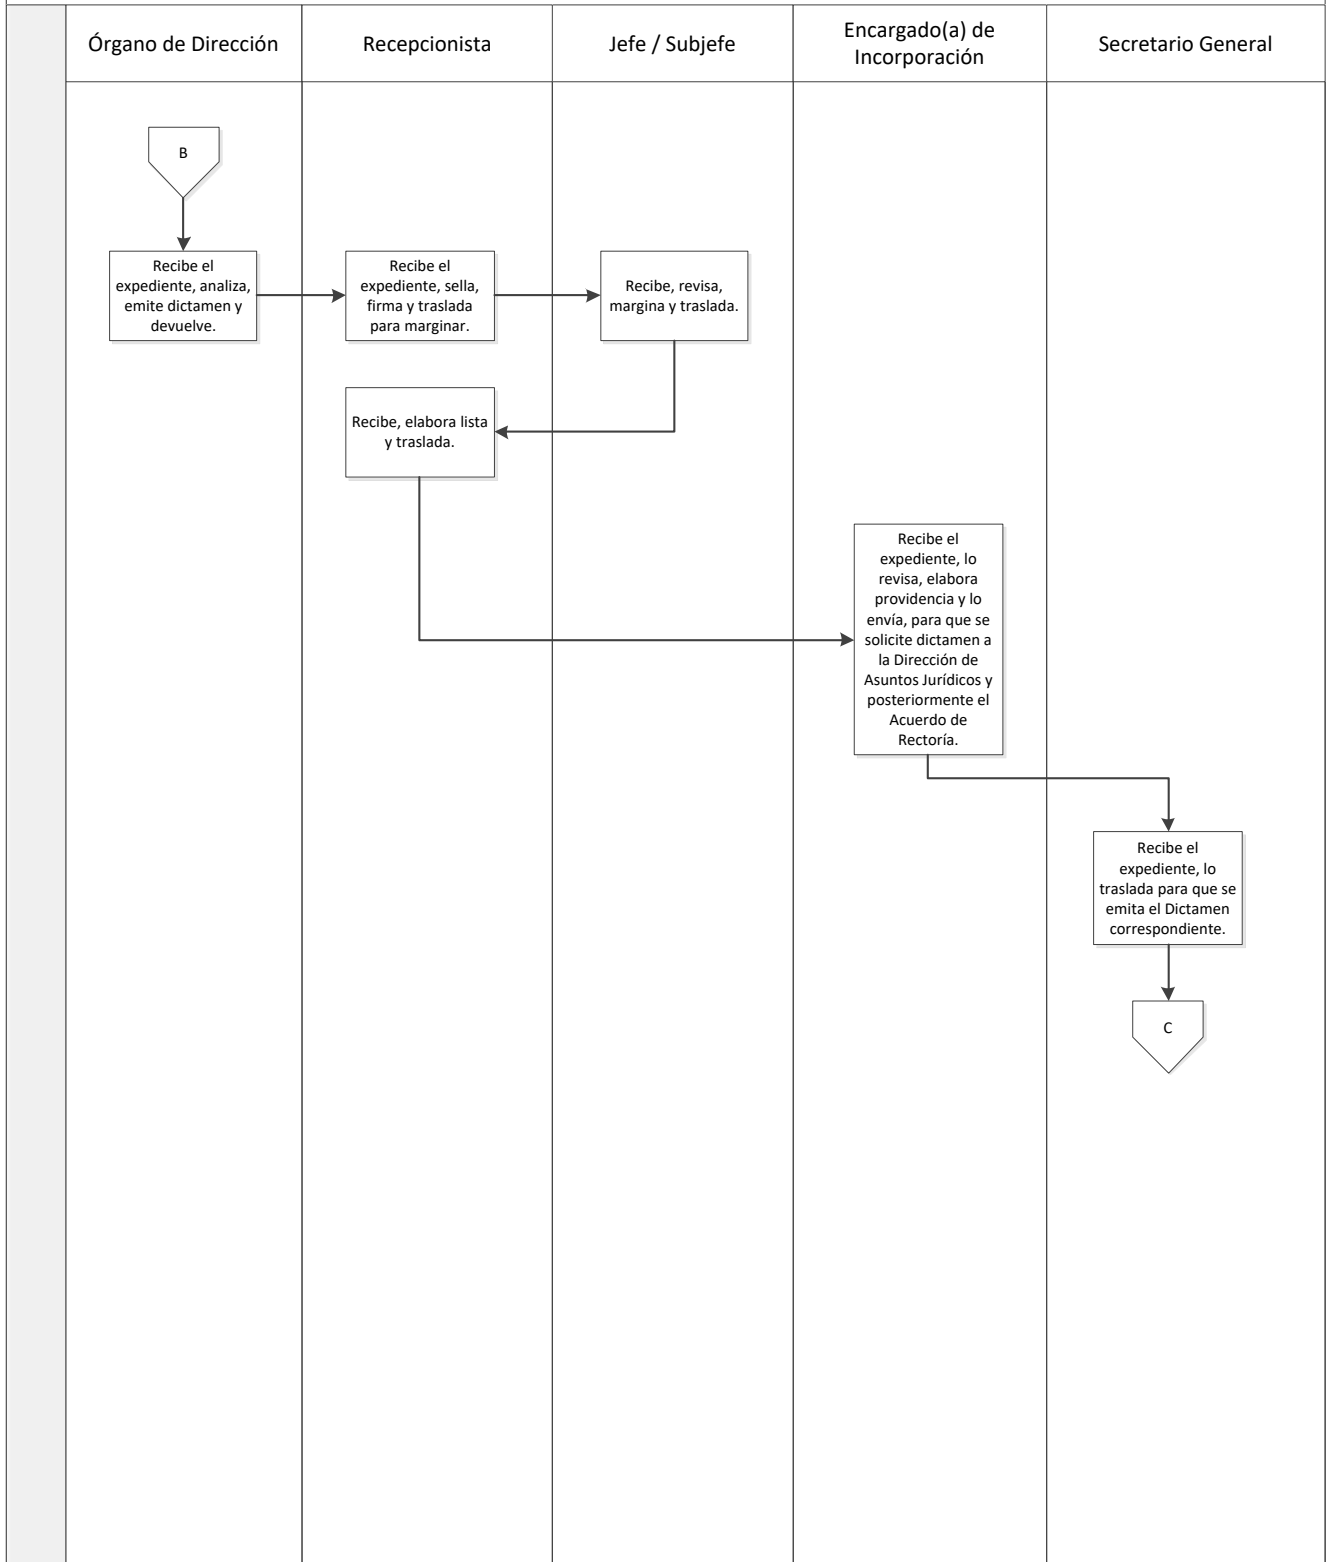 Órgano de Dirección
Recepcionista
Jefe / Subjefe
Encargado(a) de
Incorporación
Secretario General
B
Recibe el
expediente, analiza,
emite dictamen y
devuelve.
Recibe el
expediente, sella,
firma y traslada
para marginar.
Recibe, revisa,
margina y traslada.
Recibe, elabora lista
y traslada.
Recibe el
expediente, lo
revisa, elabora
providencia y lo
envía, para que se
solicite dictamen a
la Dirección de
Asuntos Jurídicos y
posteriormente el
Acuerdo de
Rectoría.
Recibe el
expediente, lo
traslada para que se
emita el Dictamen
correspondiente.
C